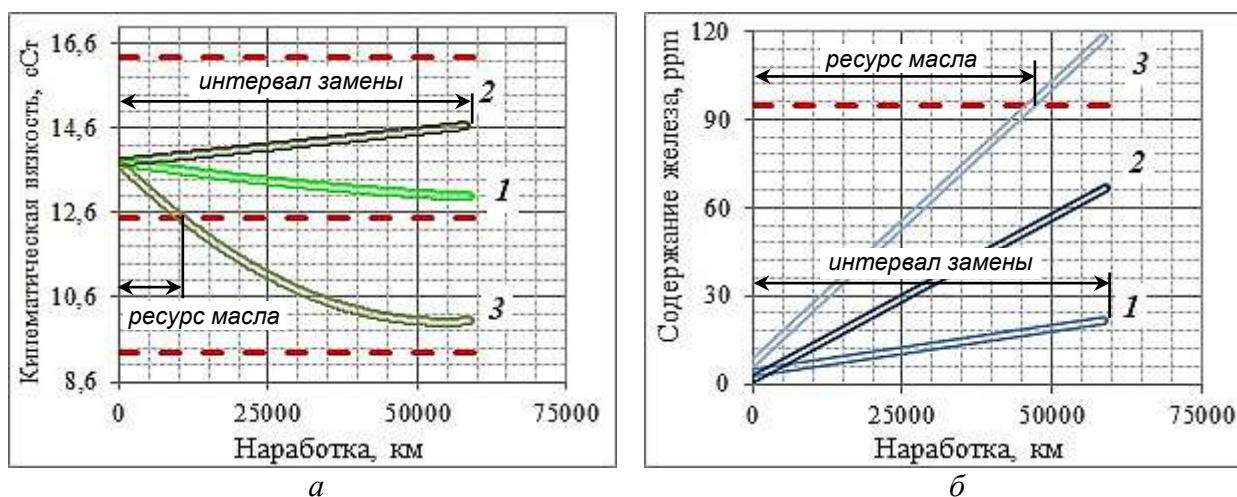 Кинематическая вязкость, сСт
16,6
14,6
12,6
10,6
8,6
интервал замены
2
1
3
ресурс масла
0 25000 50000 75000
Наработка, км
а
Содержание железа, ppm
120
90
60
30
0
ресурс масла
3
2
интервал замены
1
0 25000 50000 75000
Наработка, км
б